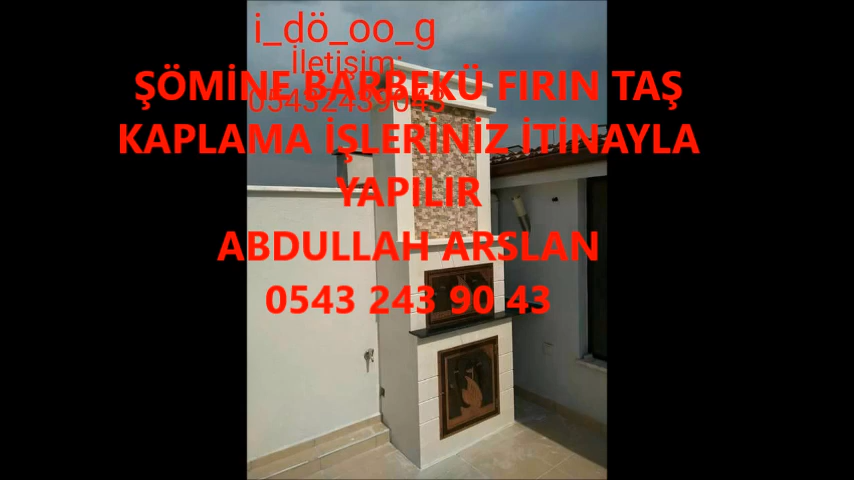 i_dö_oo_g
İletişim:
05432439043
ŞÖMİNE BARBEKÜ FIRIN TAŞ
KAPLAMA İŞLERİNİZ İTİNAYLA
YAPILIR
ABDULLAH ARSLAN
0543 243 90 43